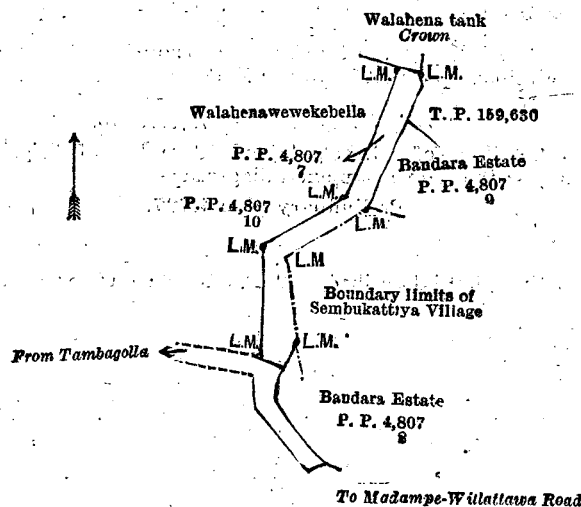 Walahena tank
Crown
L.M.
L.M.
Walahenawewekebella
T. P. 159,630
P. P. 4,807
7
Bandara Estate
P. P. 4,807
9
L.M.
P. P. 4,807
10
L.M.
L.M.
L.M
Boundary limits of
Sembukattiya Village
L.M.
L.M.
From Tambagolla
Bandara Estate
P. P. 4,807
8
To Madampe-Willattawa Road